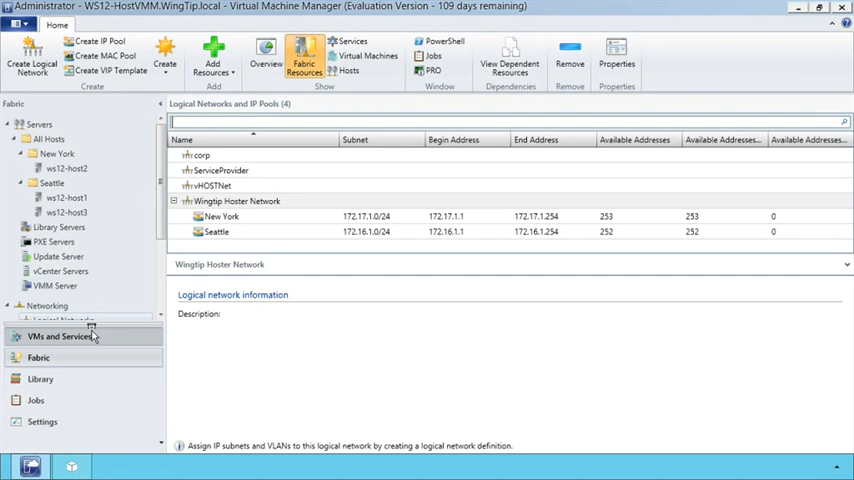 Administrator - WS12-HostVMM.WingTip.local - Virtual Machine Manager (Evaluation Version - 109 days remaining)
Home
Create Logical Network
Create IP Pool
Create MAC Pool
Create VIP Template
Create
Add Resources
Overview
Fabric Resources
Services
Virtual Machines
Hosts
PowerShell
Jobs
PRO
View Dependent Resources
Remove
Properties
Create
Add
Show
Window
Dependencies
Remove
Properties
Fabric
Servers
All Hosts
New York
ws12-host2
Seattle
ws12-host1
ws12-host3
Library Servers
PXE Servers
Update Server
vCenter Servers
VMM Server
Networking
Logical Networks
VMs and Services
Fabric
Library
Jobs
Settings
Logical Networks and IP Pools (4)
Name Subnet Begin Address End Address Available Addresses Available Addresses... Available Addresses...
corp
ServiceProvider
vHOSTNet
Wingtip Hoster Network
New York 172.17.1.0/24 172.17.1.1 172.17.1.254 253 253 0
Seattle 172.16.1.0/24 172.16.1.1 172.16.1.254 252 252 0
Wingtip Hoster Network
Logical network information
Description:
Assign IP subnets and VLANs to this logical network by creating a logical network definition.